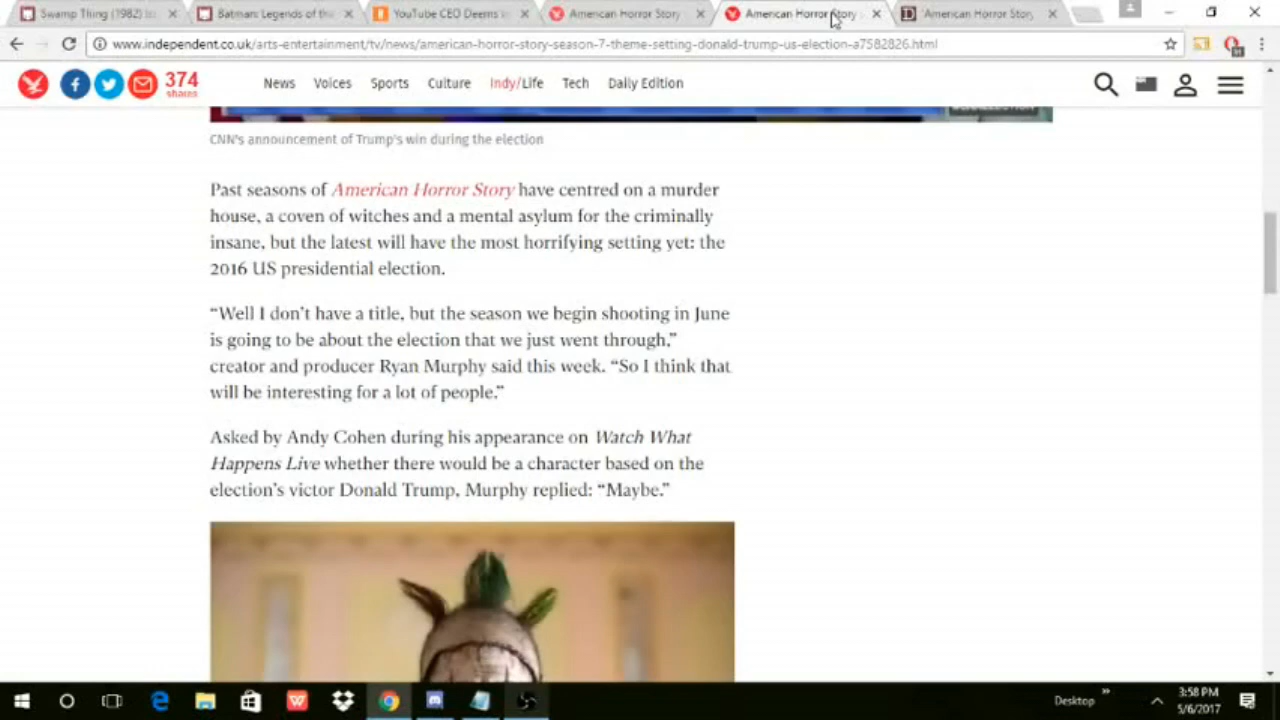 Swamp Thing (1982)
Batman: Legends of the
YouTube CEO Deems
American Horror Story
American Horror Story
'American Horror Story
www.independent.co.uk/arts-entertainment/tv/news/american-horror-story-season-7-theme-setting-donald-trump-us-election-a7582826.html
374
shares
News Voices Sports Culture Indy/Life Tech Daily Edition
CNN's announcement of Trump's win during the election
Past seasons of American Horror Story have centred on a murder
house, a coven of witches and a mental asylum for the criminally
insane, but the latest will have the most horrifying setting yet: the
2016 US presidential election.
“Well I don’t have a title, but the season we begin shooting in June
is going to be about the election that we just went through,”
creator and producer Ryan Murphy said this week. “So I think that
will be interesting for a lot of people.”
Asked by Andy Cohen during his appearance on Watch What
Happens Live whether there would be a character based on the
election’s victor Donald Trump, Murphy replied: “Maybe.”
Desktop
3:58 PM
5/6/2017